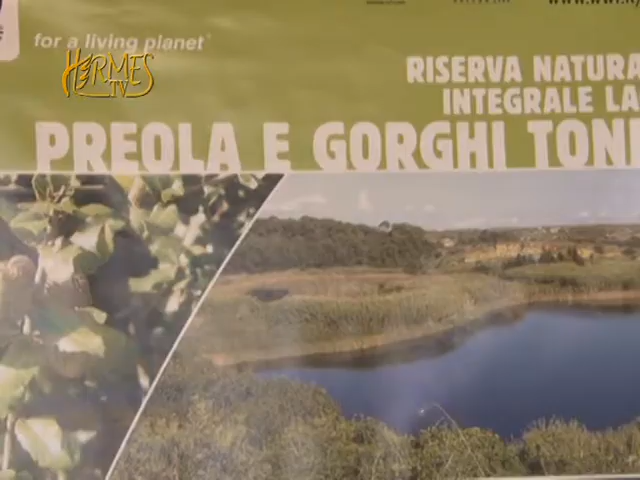 for a living planet®
HERMES
TV
RISERVA NATURA
INTEGRALE LA
PREOLA E GORGHI TON